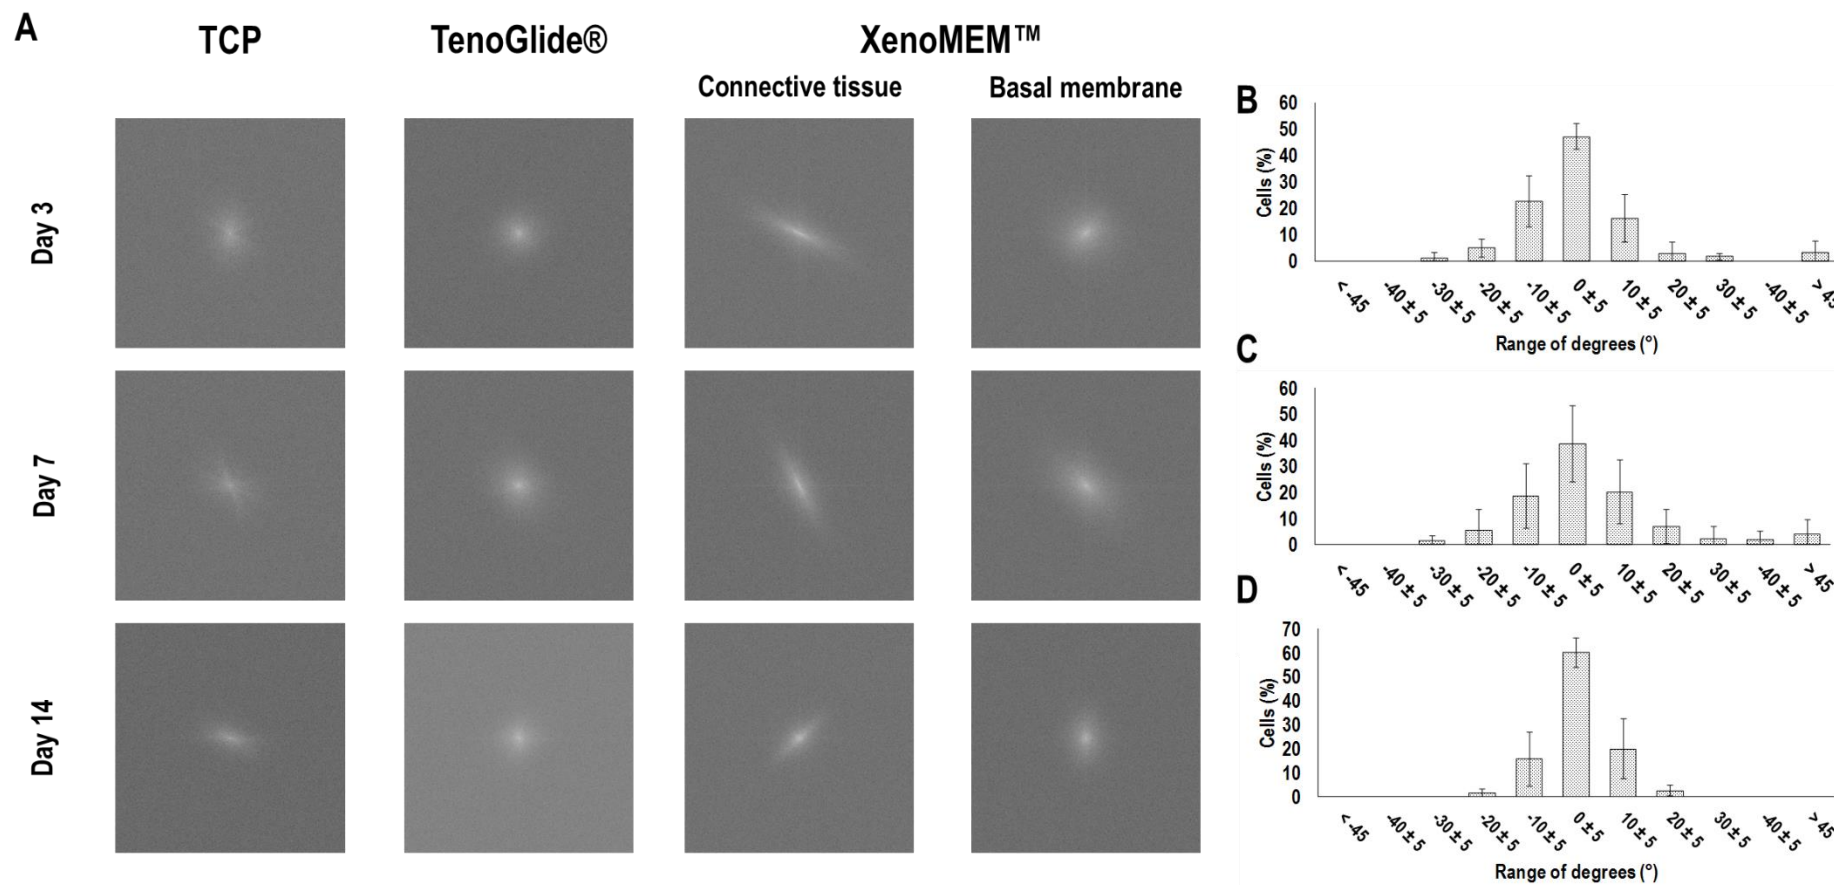 A
TCP
TenoGlide®
XenoMEM™
Connective tissue
Basal membrane
Day 3
Day 7
Day 14
B
60
50
40
30
20
10
0
Cells (%)
< -45
-40 ± 5
-30 ± 5
-20 ± 5
-10 ± 5
0 ± 5
10 ± 5
20 ± 5
30 ± 5
-40 ± 5
> 45
Range of degrees (°)
C
60
50
40
30
20
10
0
Cells (%)
< -45
-40 ± 5
-30 ± 5
-20 ± 5
-10 ± 5
0 ± 5
10 ± 5
20 ± 5
30 ± 5
-40 ± 5
> 45
D
70
60
50
40
30
20
10
0
Cells (%)
< -45
-40 ± 5
-30 ± 5
-20 ± 5
-10 ± 5
0 ± 5
10 ± 5
20 ± 5
30 ± 5
-40 ± 5
> 45
Range of degrees (°)